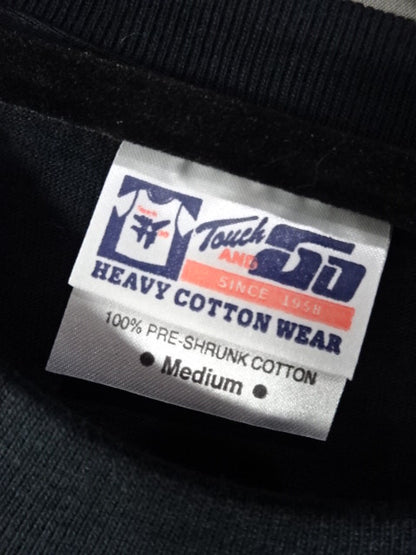 Touch
AND GO
SINCE 1958
HEAVY COTTON WEAR
100% PRE-SHRUNK COTTON
• Medium •